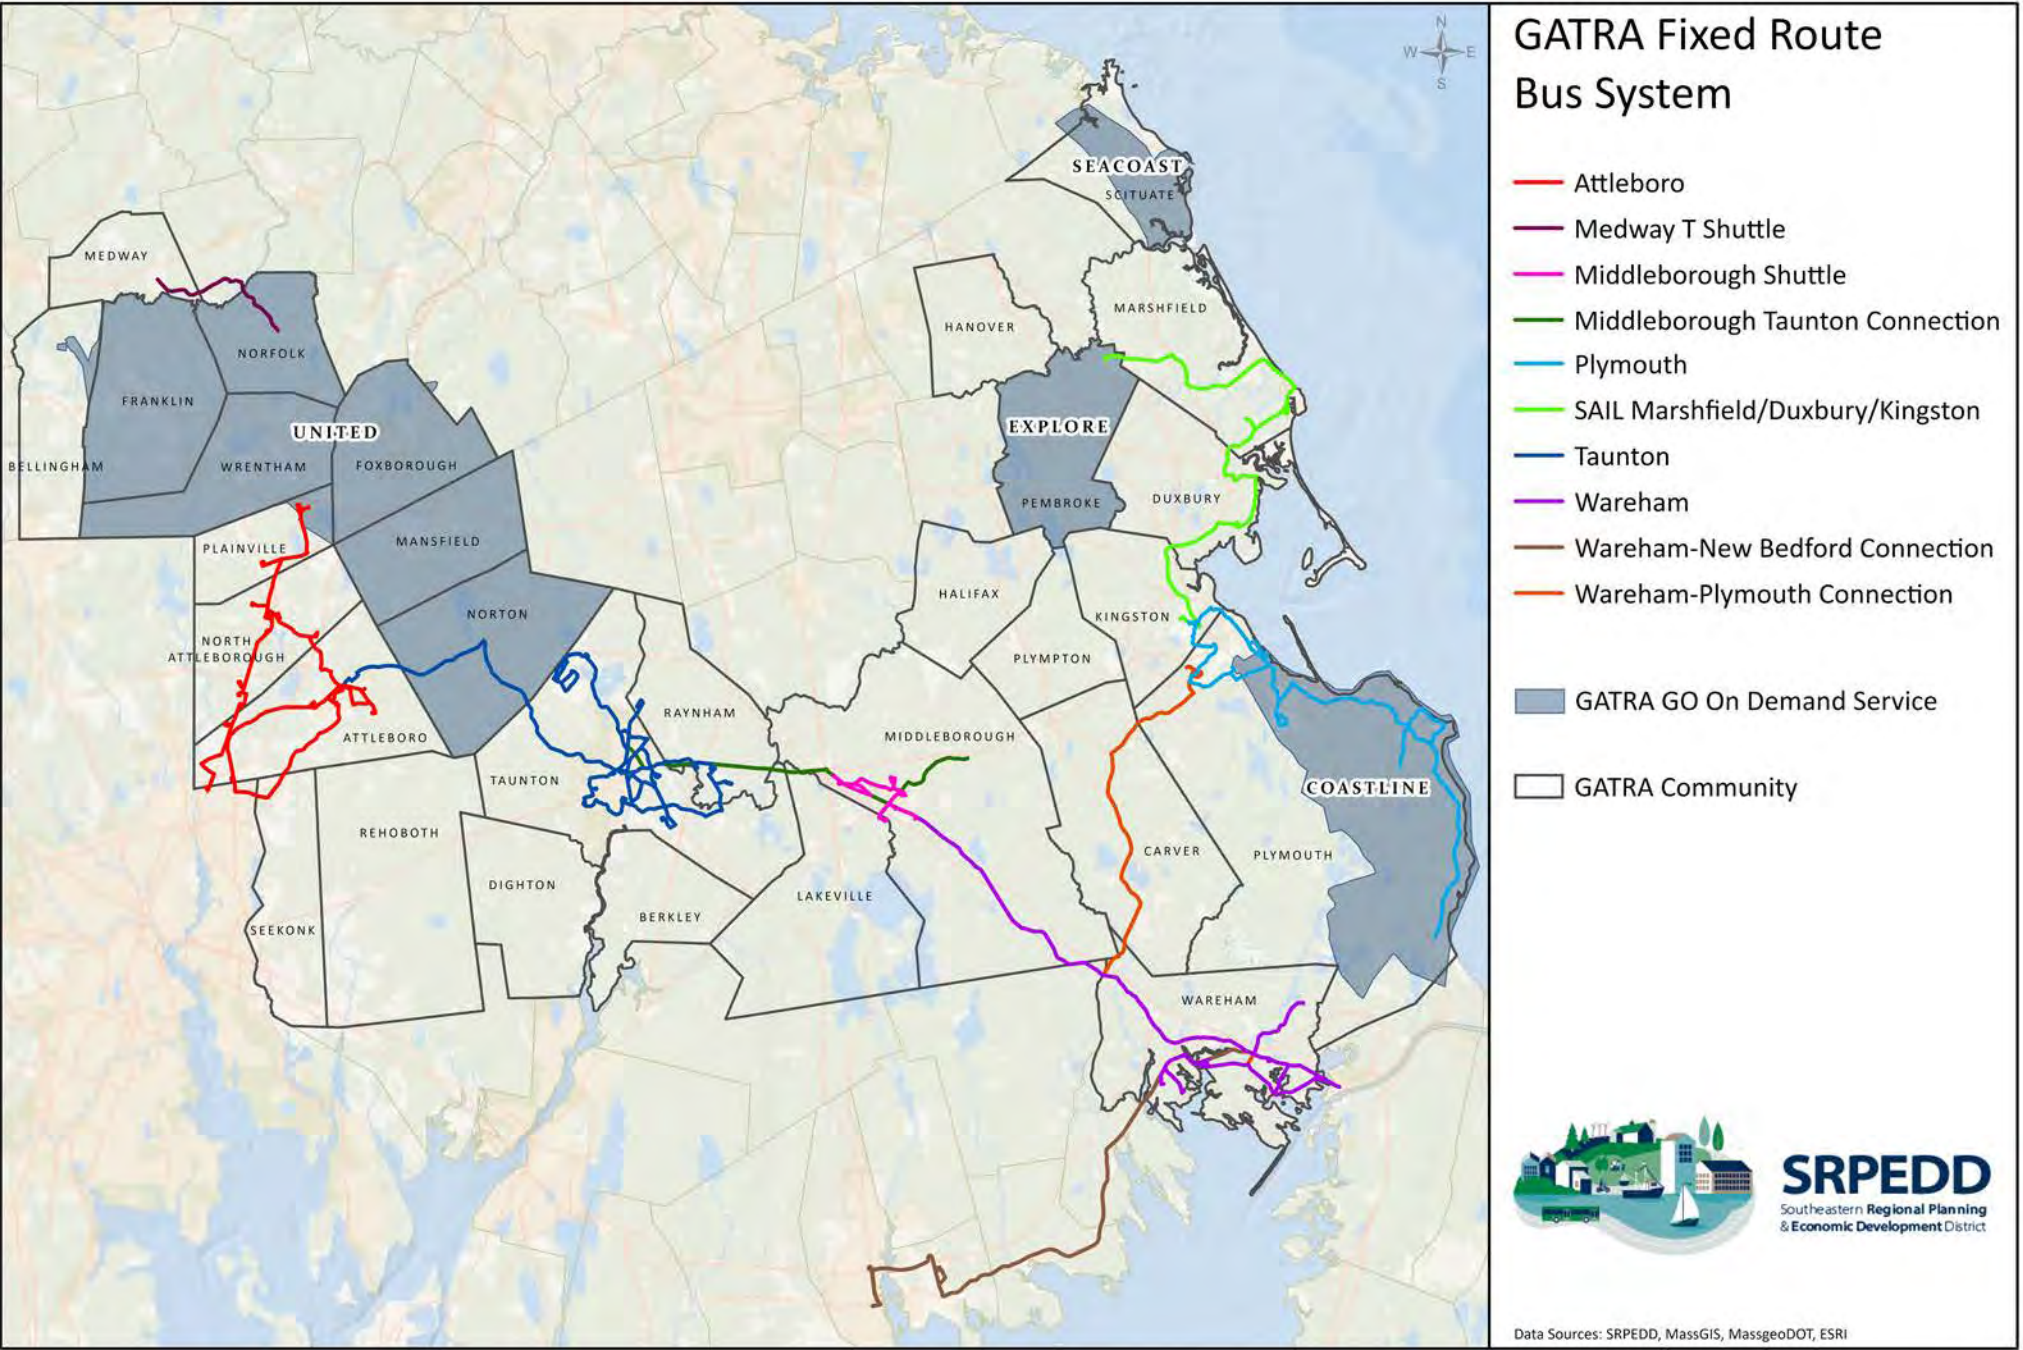 GATRA Fixed Route
Bus System
Attleboro
Medway T Shuttle
Middleborough Shuttle
Middleborough Taunton Connection
Plymouth
SAIL Marshfield/Duxbury/Kingston
Taunton
Wareham
Wareham-New Bedford Connection
Wareham-Plymouth Connection
GATRA GO On Demand Service
GATRA Community
SRPEDD
Southeastern Regional Planning
& Economic Development District
Data Sources: SRPEDD, MassGIS, MassgeoDOT, ESRI
N
W
E
S
SEACOAST
SCITUATE
MEDWAY
MARSHFIELD
HANOVER
NORFOLK
FRANKLIN
UNITED
EXPLORE
BELLINGHAM
WRENTHAM
FOXBOROUGH
PEMBROKE
DUXBURY
PLAINVILLE
MANSFIELD
HALIFAX
NORTON
KINGSTON
NORTH
ATTLEBOROUGH
PLYMPTON
RAYNHAM
ATTLEBORO
MIDDLEBOROUGH
TAUNTON
COASTLINE
REHOBOTH
CARVER
PLYMOUTH
DIGHTON
LAKEVILLE
BERKLEY
SEEKONK
WAREHAM